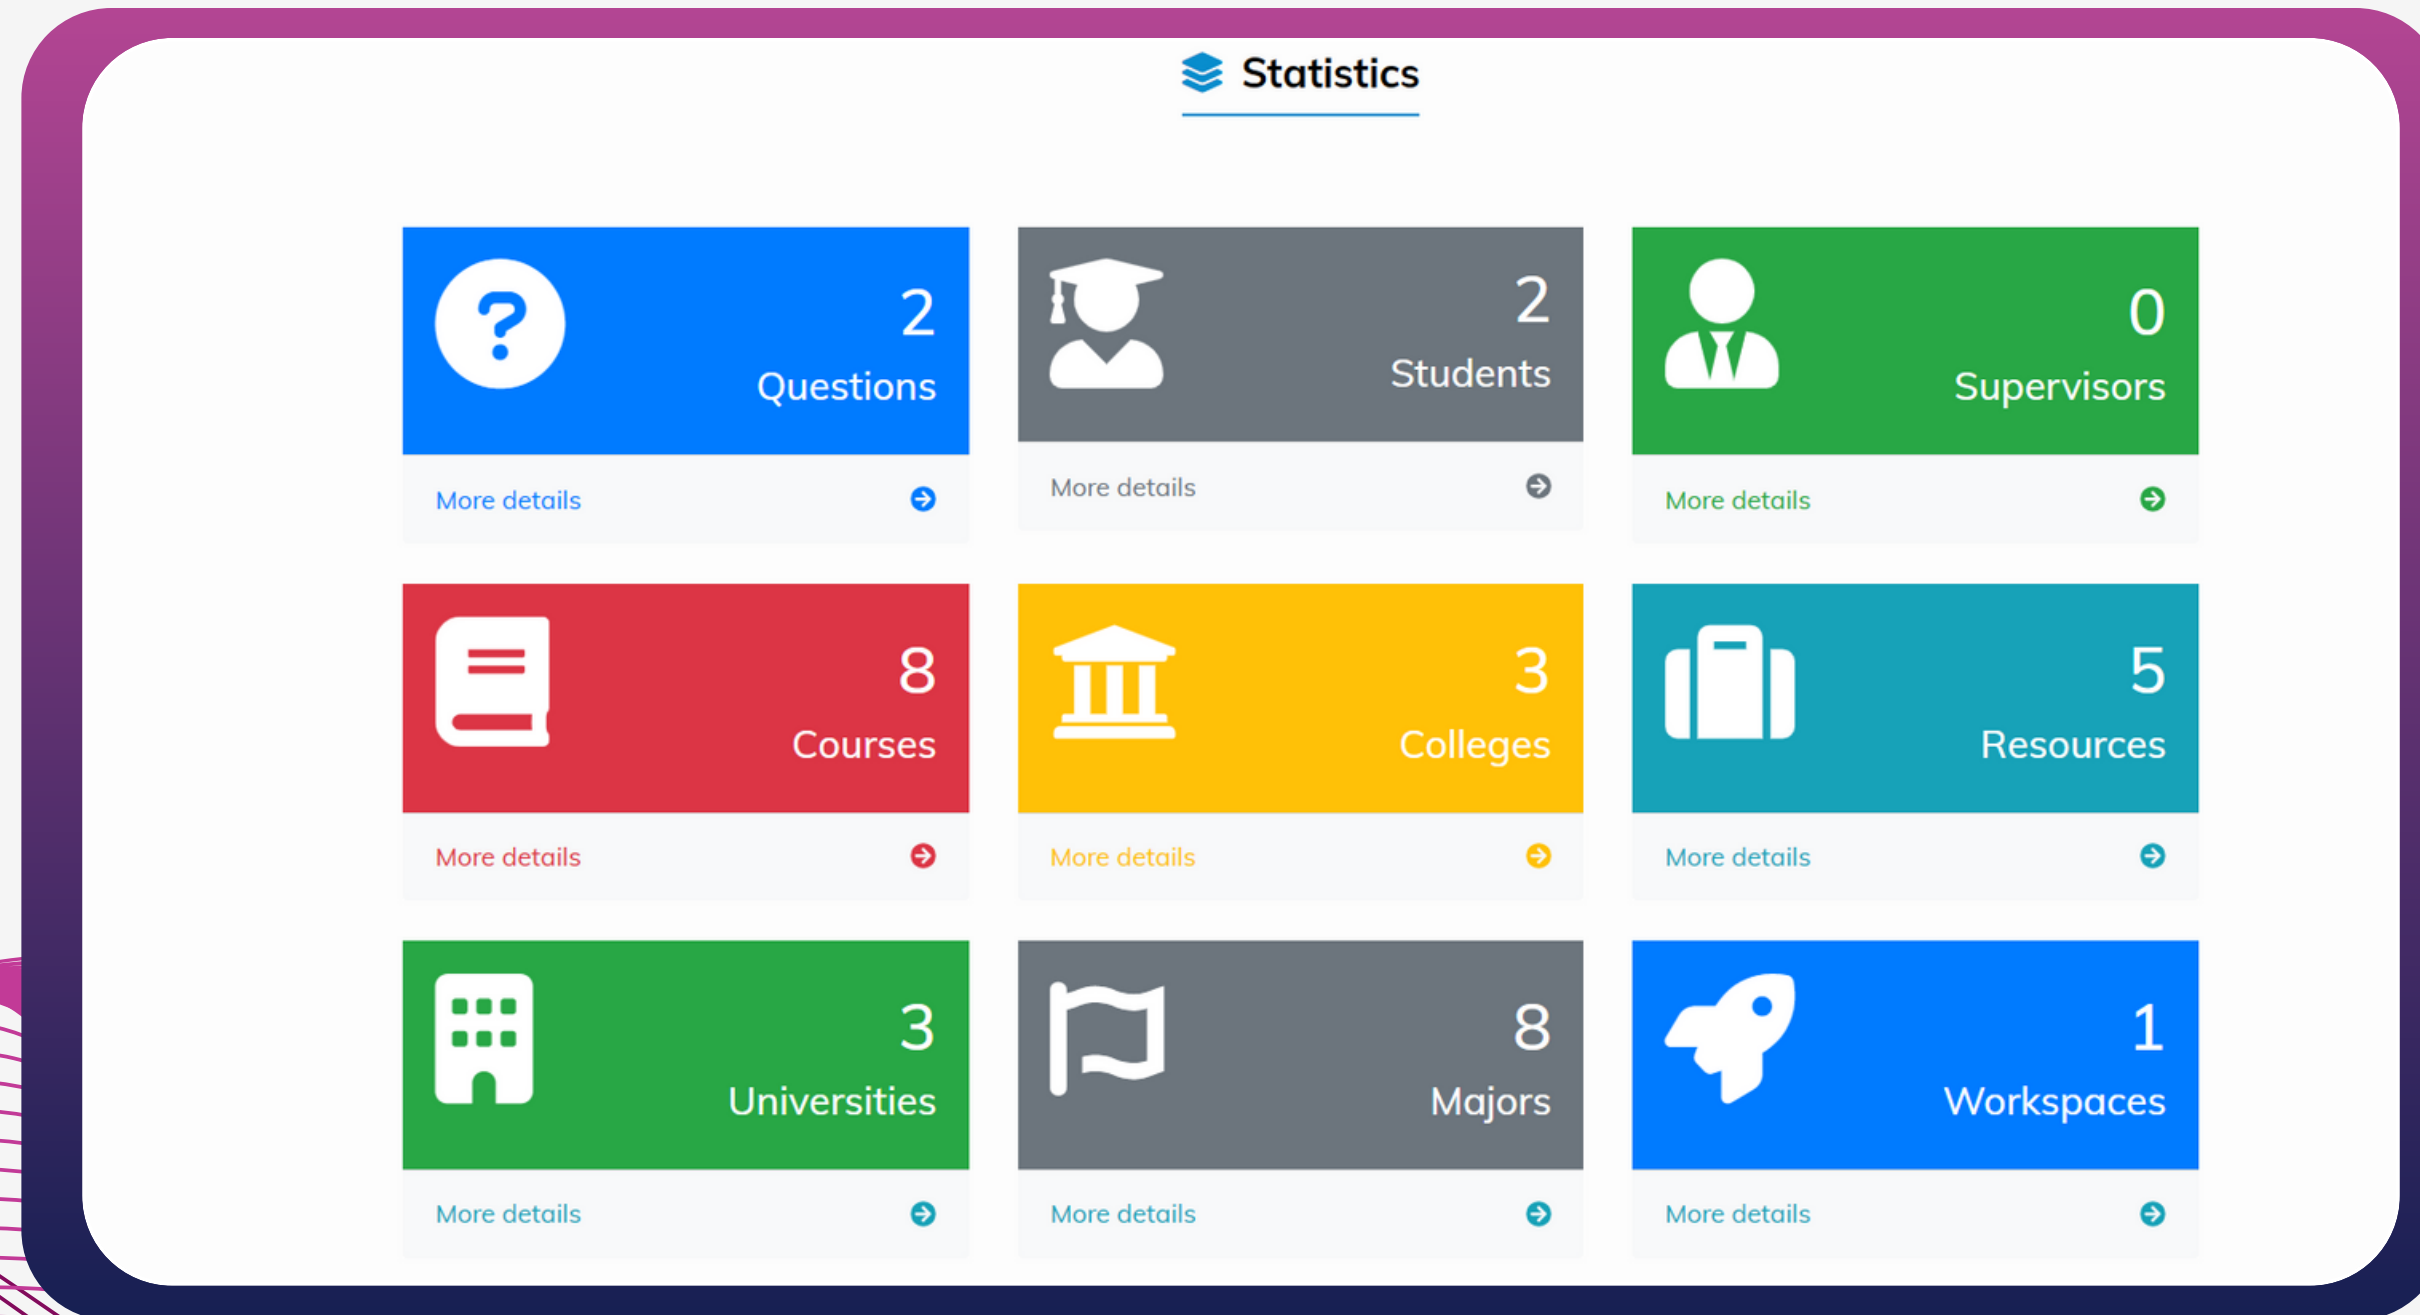 Statistics
2
Questions
More details
2
Students
More details
0
Supervisors
More details
8
Courses
More details
3
Colleges
More details
5
Resources
More details
3
Universities
More details
8
Majors
More details
1
Workspaces
More details